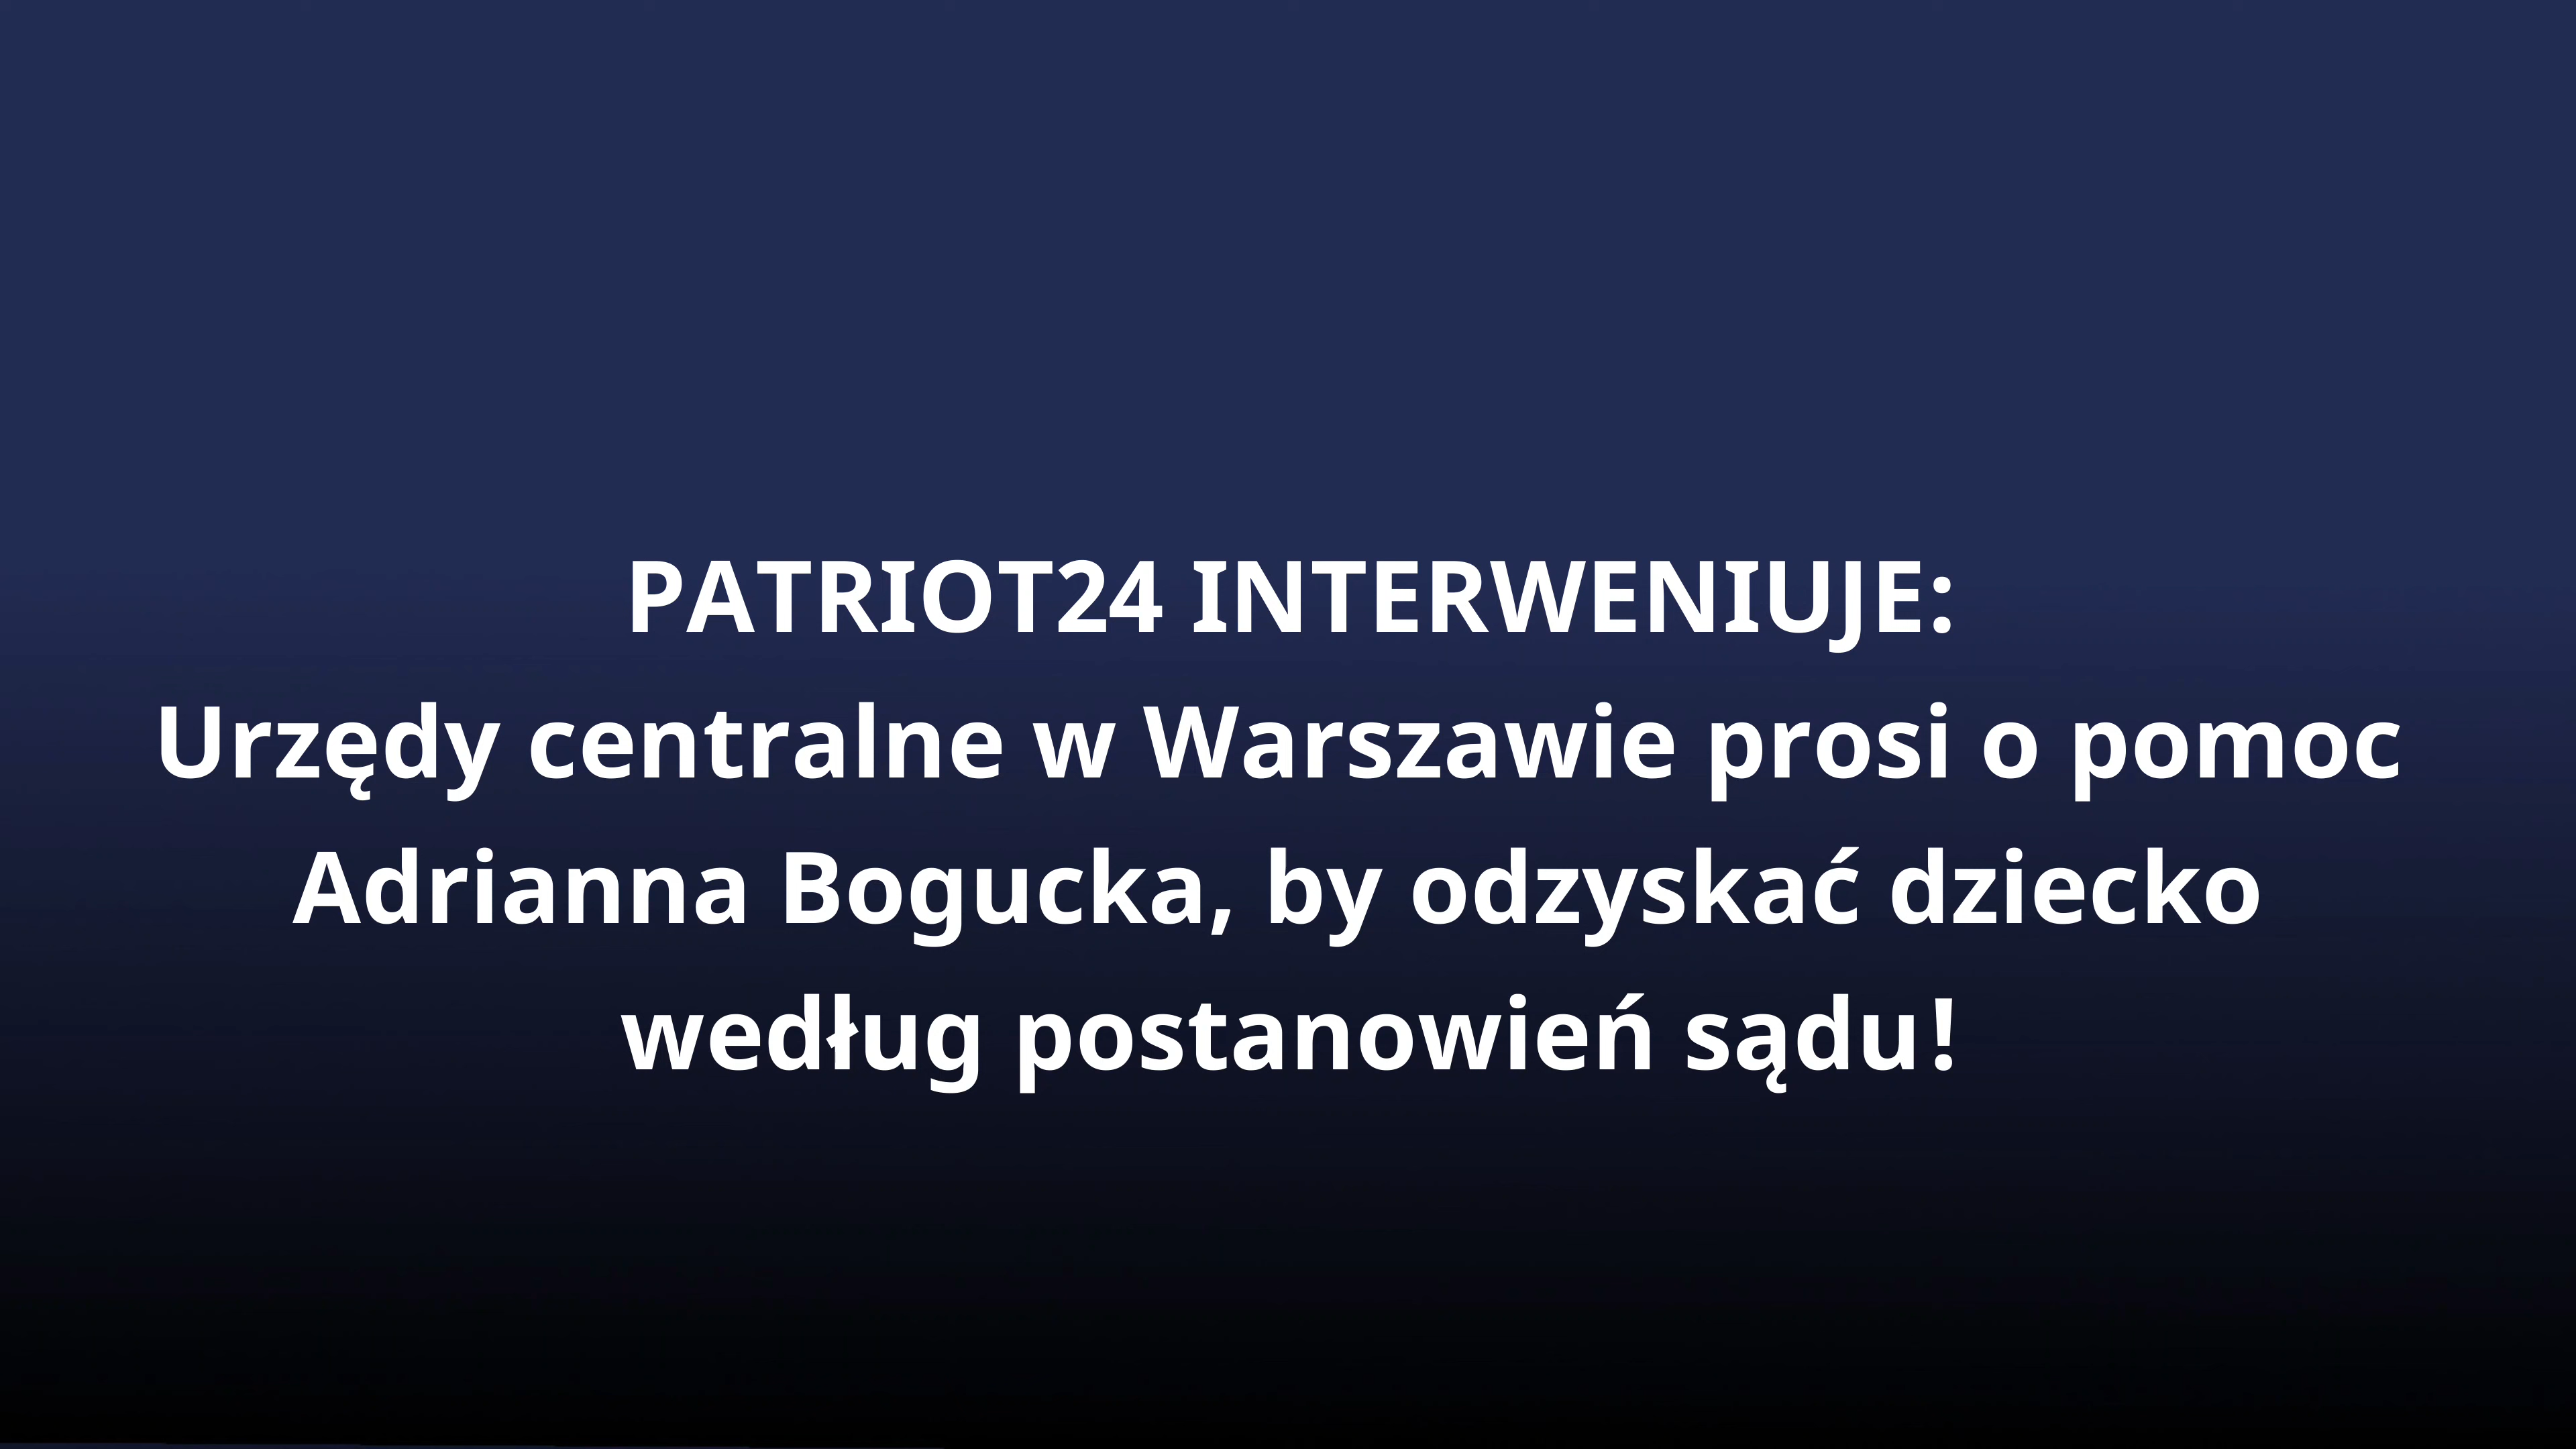 PATRIOT24 INTERWENIUJE:
Urzędy centralne w Warszawie prosi o pomoc
Adrianna Bogucka, by odzyskać dziecko
według postanowień sądu!